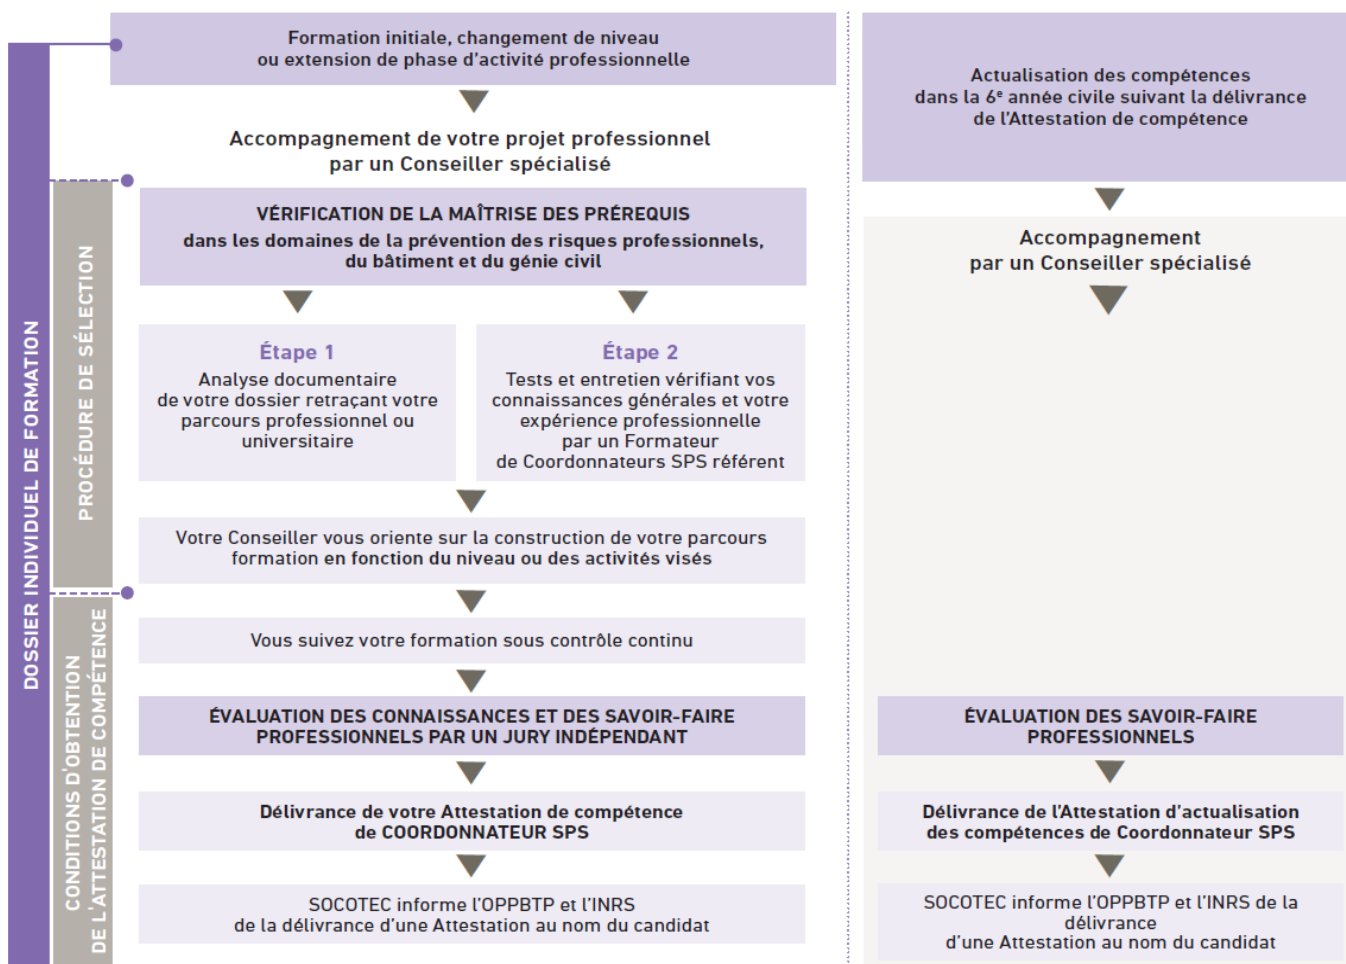 Formation initiale, changement de niveau
ou extension de phase d'activité professionnelle
Accompagnement de votre projet professionnel
par un Conseiller spécialisé
DOSSIER INDIVIDUEL DE FORMATION
PROCÉDURE DE SÉLECTION
VÉRIFICATION DE LA MAÎTRISE DES PRÉREQUIS
dans les domaines de la prévention des risques professionnels,
du bâtiment et du génie civil
Étape 1
Analyse documentaire
de votre dossier retraçant votre
parcours professionnel ou
universitaire
Étape 2
Tests et entretien vérifiant vos
connaissances générales et votre
expérience professionnelle
par un Formateur
de Coordonnateurs SPS référent
Votre Conseiller vous oriente sur la construction de votre parcours
formation en fonction du niveau ou des activités visés
CONDITIONS D'OBTENTION
DE L'ATTESTATION DE COMPÉTENCE
Vous suivez votre formation sous contrôle continu
ÉVALUATION DES CONNAISSANCES ET DES SAVOIR-FAIRE
PROFESSIONNELS PAR UN JURY INDÉPENDANT
Délivrance de votre Attestation de compétence
de COORDONNATEUR SPS
SOCOTEC informe l'OPPBTP et l'INRS
de la délivrance d'une Attestation au nom du candidat
Actualisation des compétences
dans la 6e année civile suivant la délivrance
de l'Attestation de compétence
Accompagnement
par un Conseiller spécialisé
ÉVALUATION DES SAVOIR-FAIRE
PROFESSIONNELS
Délivrance de l'Attestation d'actualisation
des compétences de Coordonnateur SPS
SOCOTEC informe l'OPPBTP et l'INRS de la
délivrance
d'une Attestation au nom du candidat